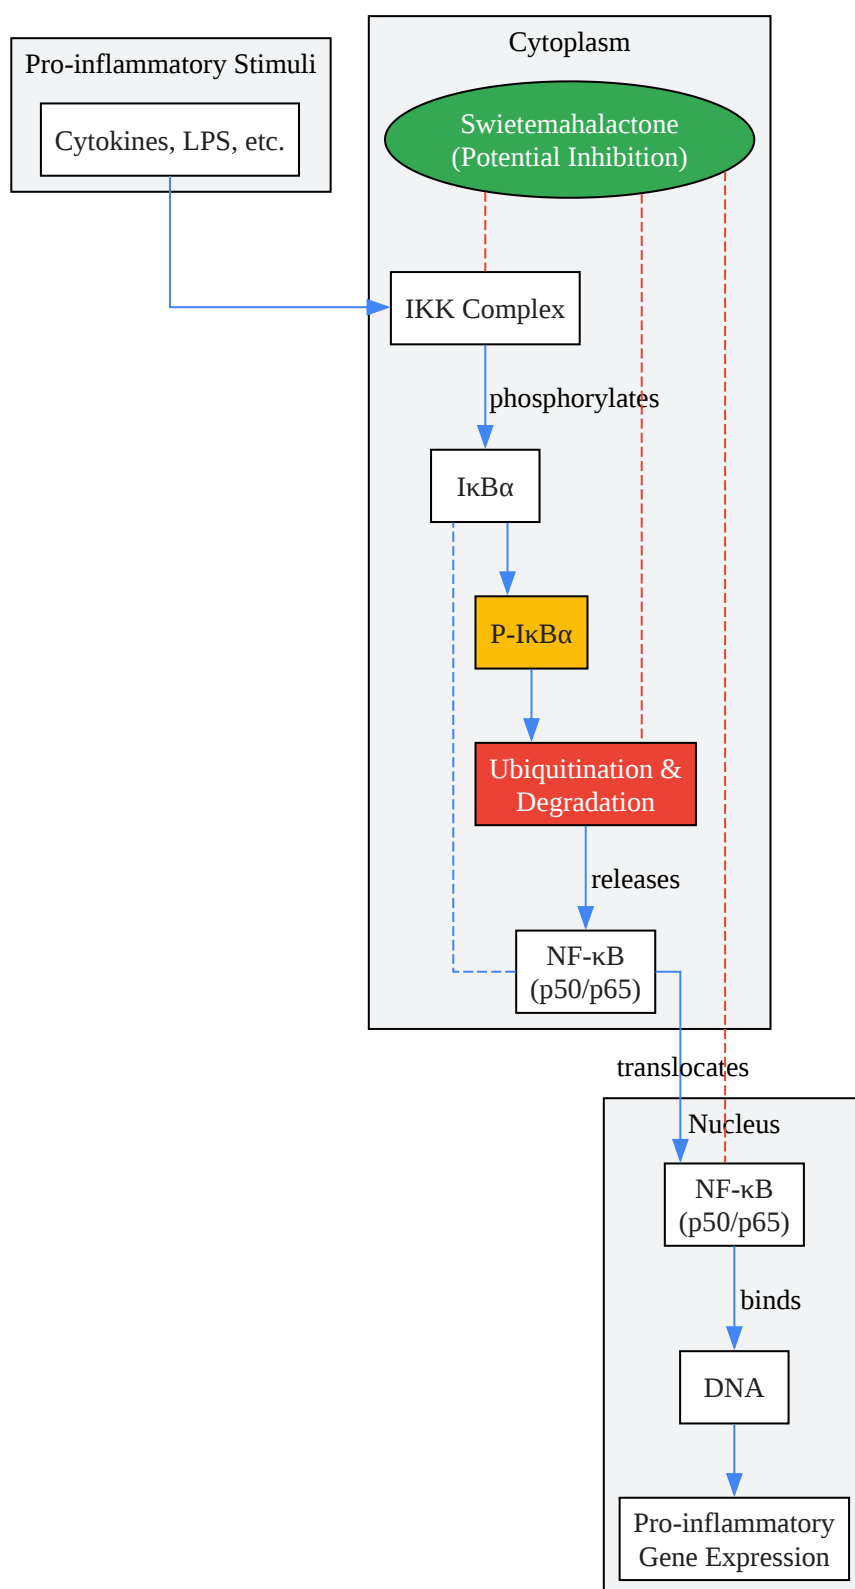 Cytoplasm
Pro-inflammatory Stimuli
Cytokines, LPS, etc.
Swietemahalactone
(Potential Inhibition)
IKK Complex
phosphorylates
IκBα
P-IκBα
Ubiquitination &
Degradation
releases
NF-κB
(p50/p65)
translocates
Nucleus
NF-κB
(p50/p65)
binds
DNA
Pro-inflammatory
Gene Expression